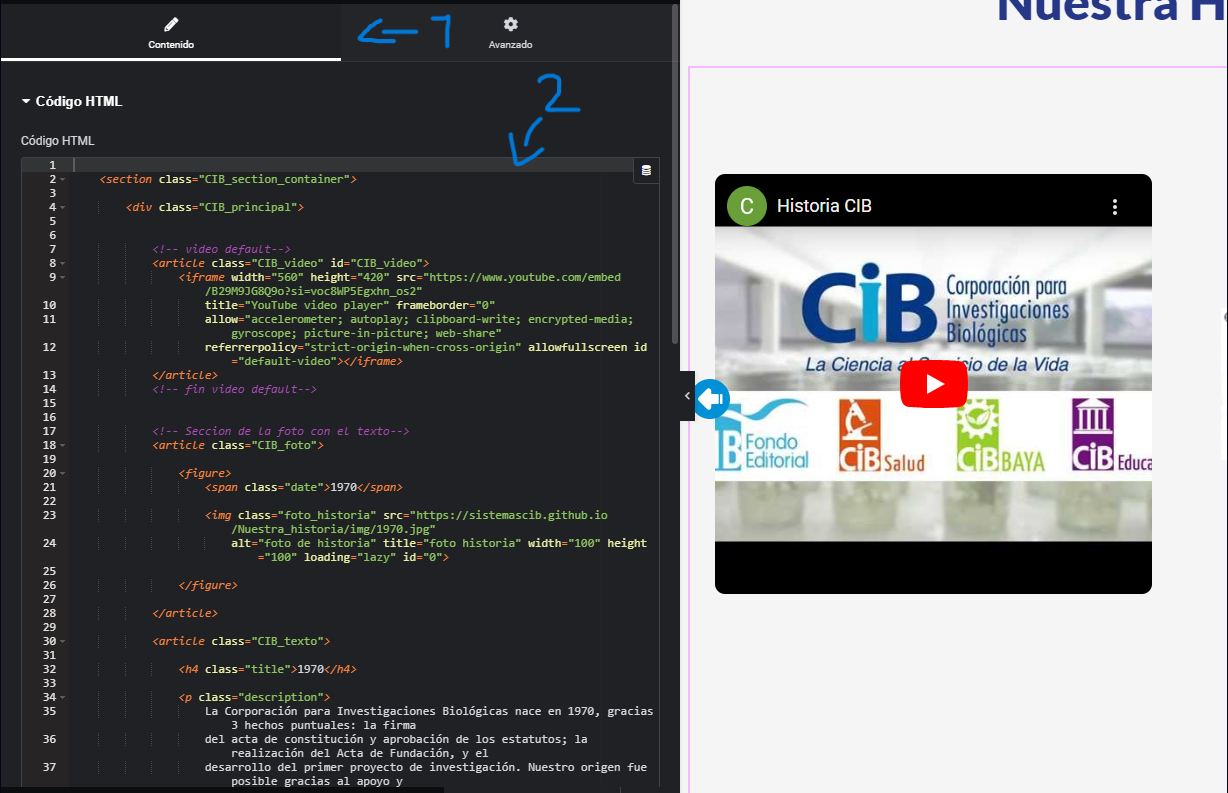 Contenido
1
Avanzado
Nuestra H
Código HTML
2
Código HTML
1
2 <section class="CIB_section_container">
3
4 <div class="CIB_principal">
5
6
7 <!-- video default-->
8 <article class="CIB_video" id="CIB_video">
9 <iframe width="560" height="420" src="https://www.youtube.com/embed
/B29M9JG8Q9o?si=voc8WP5Egxhn_os2"
10 title="YouTube video player" frameborder="0"
11 allow="accelerometer; autoplay; clipboard-write; encrypted-media;
gyroscope; picture-in-picture; web-share"
12 referrerpolicy="strict-origin-when-cross-origin" allowfullscreen id
="default-video"></iframe>
13 </article>
14 <!-- fin video default-->
15
16
17 <!-- Seccion de la foto con el texto-->
18 <article class="CIB_foto">
19
20 <figure>
21 <span class="date">1970</span>
22
23 <img class="foto_historia" src="https://sistemascib.github.io
/Nuestra_historia/img/1970.jpg"
24 alt="foto de historia" title="foto historia" width="100" height
="100" loading="lazy" id="0">
25
26 </figure>
27
28 </article>
29
30 <article class="CIB_texto">
31
32 <h4 class="title">1970</h4>
33
34 <p class="description">
35 La Corporación para Investigaciones Biológicas nace en 1970, gracias
3 hechos puntuales: la firma
36 del acta de constitución y aprobación de los estatutos; la
realización del Acta de Fundación, y el
37 desarrollo del primer proyecto de investigación. Nuestro origen fue
posible gracias al apoyo y
C Historia CIB
CiB Corporación para
Investigaciones
Biológicas
La Ciencia al Servicio de la Vida
IB Fondo
Editorial
CiB Salud
CiB BAYA
CiB Educa